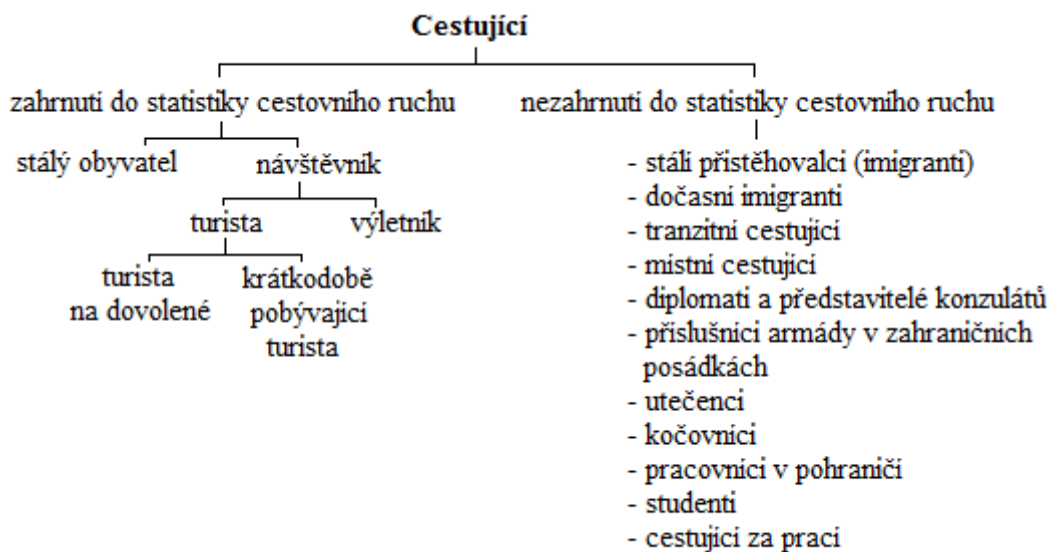 Cestující
zahrnutí do statistiky cestovního ruchu
nezahrnutí do statistiky cestovního ruchu
stálý obyvatel
návštěvník
turista
výletník
turista
na dovolené
krátkodobě
pobývající
turista
- stálí přistěhovalci (imigranti)
- dočasní imigranti
- tranzitní cestující
- místní cestující
- diplomati a představitelé konzulátů
- příslušníci armády v zahraničních
posádkách
- utečenci
- kočovníci
- pracovníci v pohraničí
- studenti
- cestující za prací